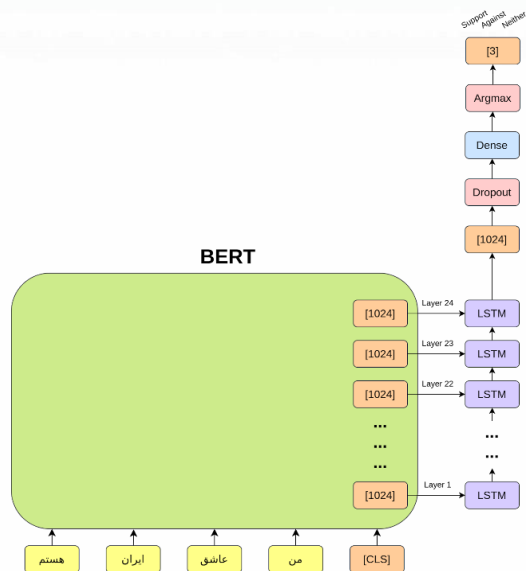 Support
Against
Neither
[3]
Argmax
Dense
Dropout
[1024]
BERT
[1024]
Layer 24
LSTM
[1024]
Layer 23
LSTM
[1024]
Layer 22
LSTM
...
...
...
...
...
[1024]
Layer 1
LSTM
[CLS]
من
عاشق
ایران
هستم